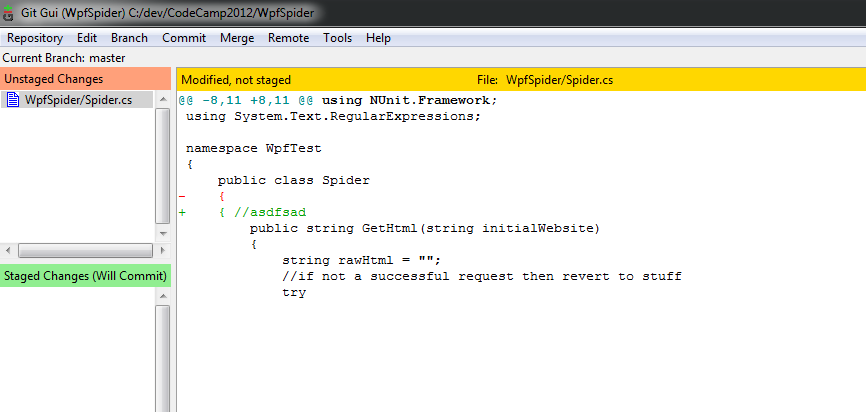 Git Gui (WpfSpider) C:/dev/CodeCamp2012/WpfSpider
Repository Edit Branch Commit Merge Remote Tools Help
Current Branch: master
Unstaged Changes
WpfSpider/Spider.cs
Staged Changes (Will Commit)
Modified, not staged File: WpfSpider/Spider.cs
@@ -8,11 +8,11 @@ using NUnit.Framework;
 using System.Text.RegularExpressions;
 namespace WpfTest
 {
     public class Spider
-    {
+    { //asdfsad
         public string GetHtml(string initialWebsite)
         {
             string rawHtml = "";
             //if not a successful request then revert to stuff
             try